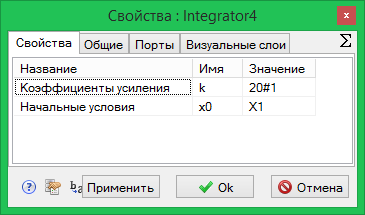 Свойства : Integrator4
x
Свойства Общие Порты Визуальные слои Σ
Название Имя Значение
Коэффициенты усиления k 20#1
Начальные условия x0 X1
? Применить Ok Отмена